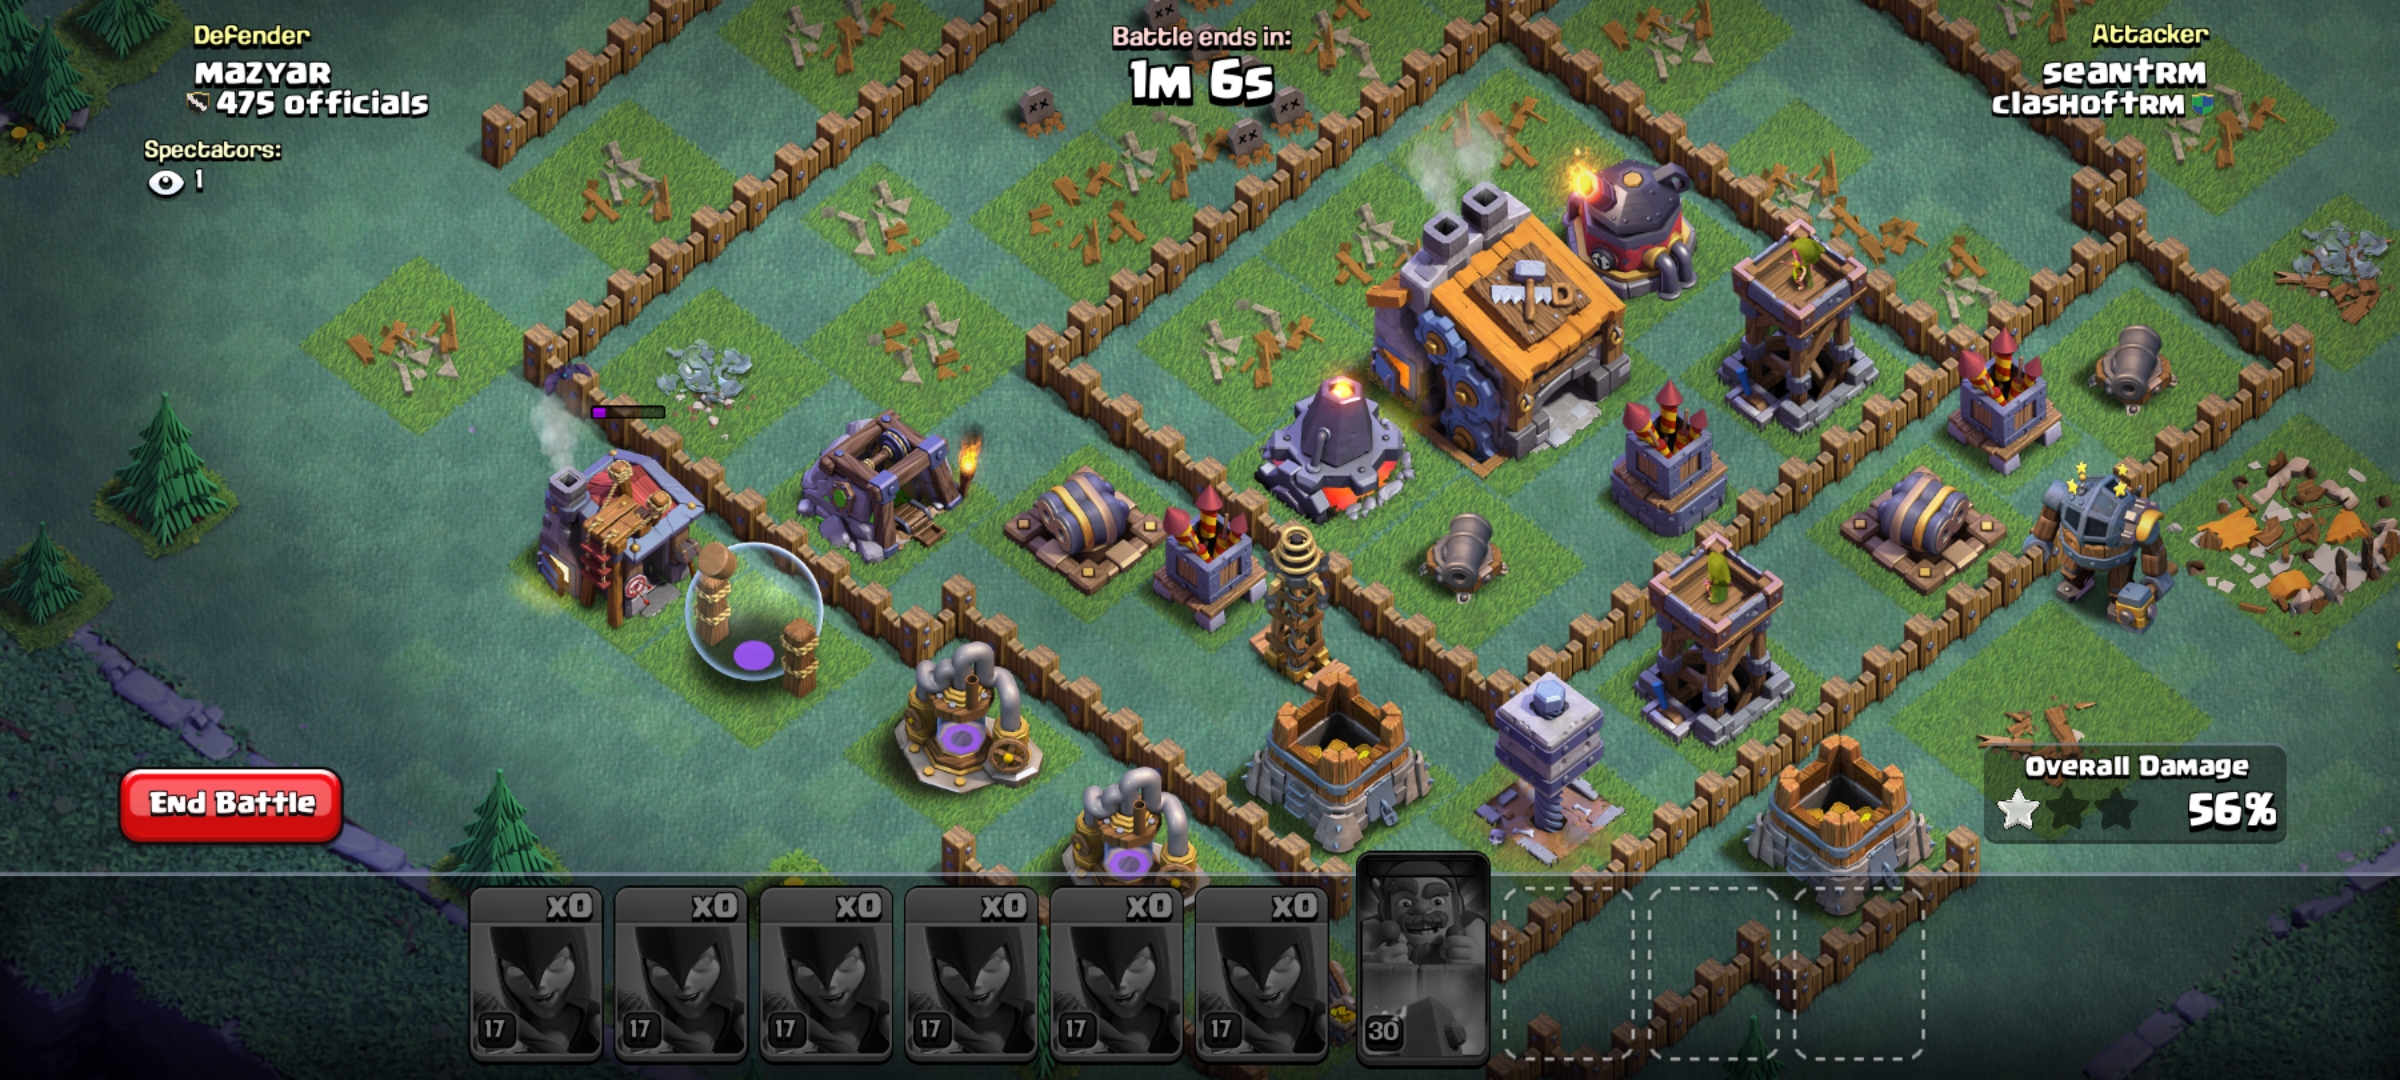 Defender
MAZYAR
475 officials
Spectators:
1
Battle ends in:
1M 6s
Attacker
seantRM
clashoftRM
End Battle
Overall Damage
56%
x0
x0
x0
x0
x0
x0
17
17
17
17
17
17
30